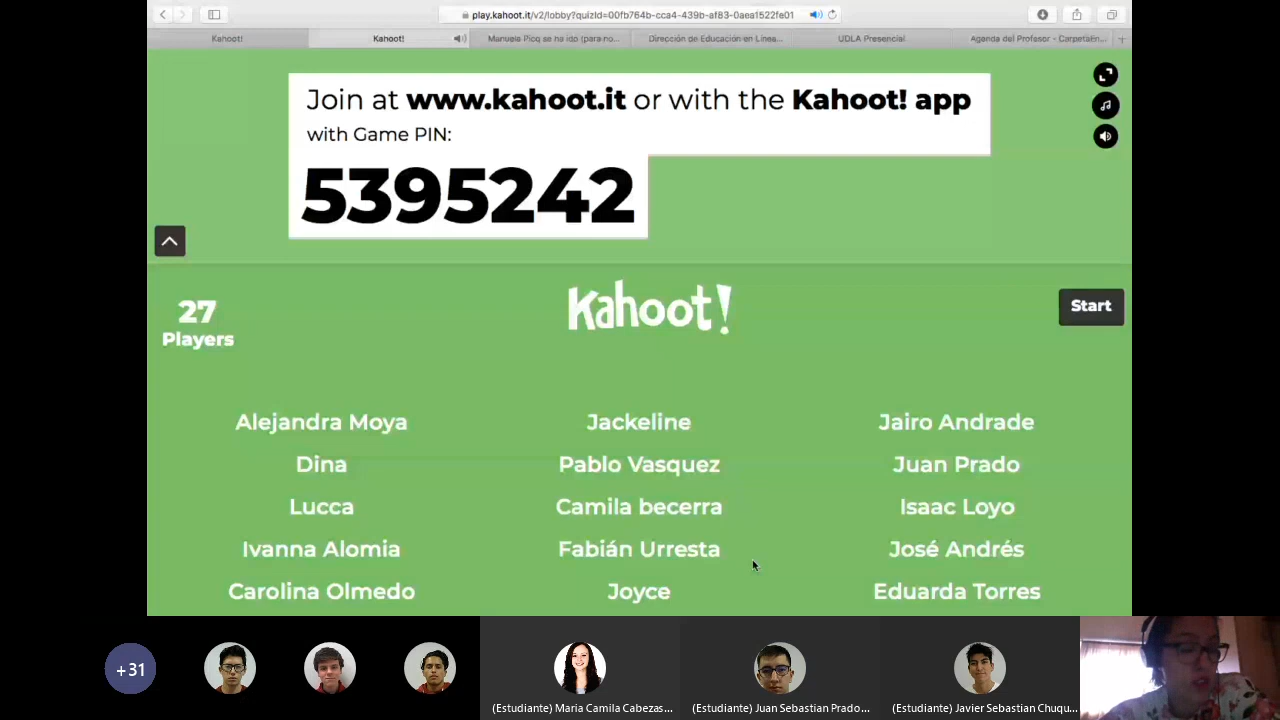 play.kahoot.it/v2/lobby?quizId=00fb764b-cca4-439b-af83-0aea1522fe01
Kahoot!
Kahoot!
Manuela Picq se ha ido (para no...
Dirección de Educación en Línea...
UDLA Presencial
Agenda del Profesor - CarpetaEn...
Join at www.kahoot.it or with the Kahoot! app
with Game PIN:
5395242
27
Players
Kahoot!
Start
Alejandra Moya
Jackeline
Jairo Andrade
Dina
Pablo Vasquez
Juan Prado
Lucca
Camila becerra
Isaac Loyo
Ivanna Alomia
Fabián Urresta
José Andrés
Carolina Olmedo
Joyce
Eduarda Torres
+31
(Estudiante) Maria Camila Cabezas...
(Estudiante) Juan Sebastian Prado...
(Estudiante) Javier Sebastian Chuqu...